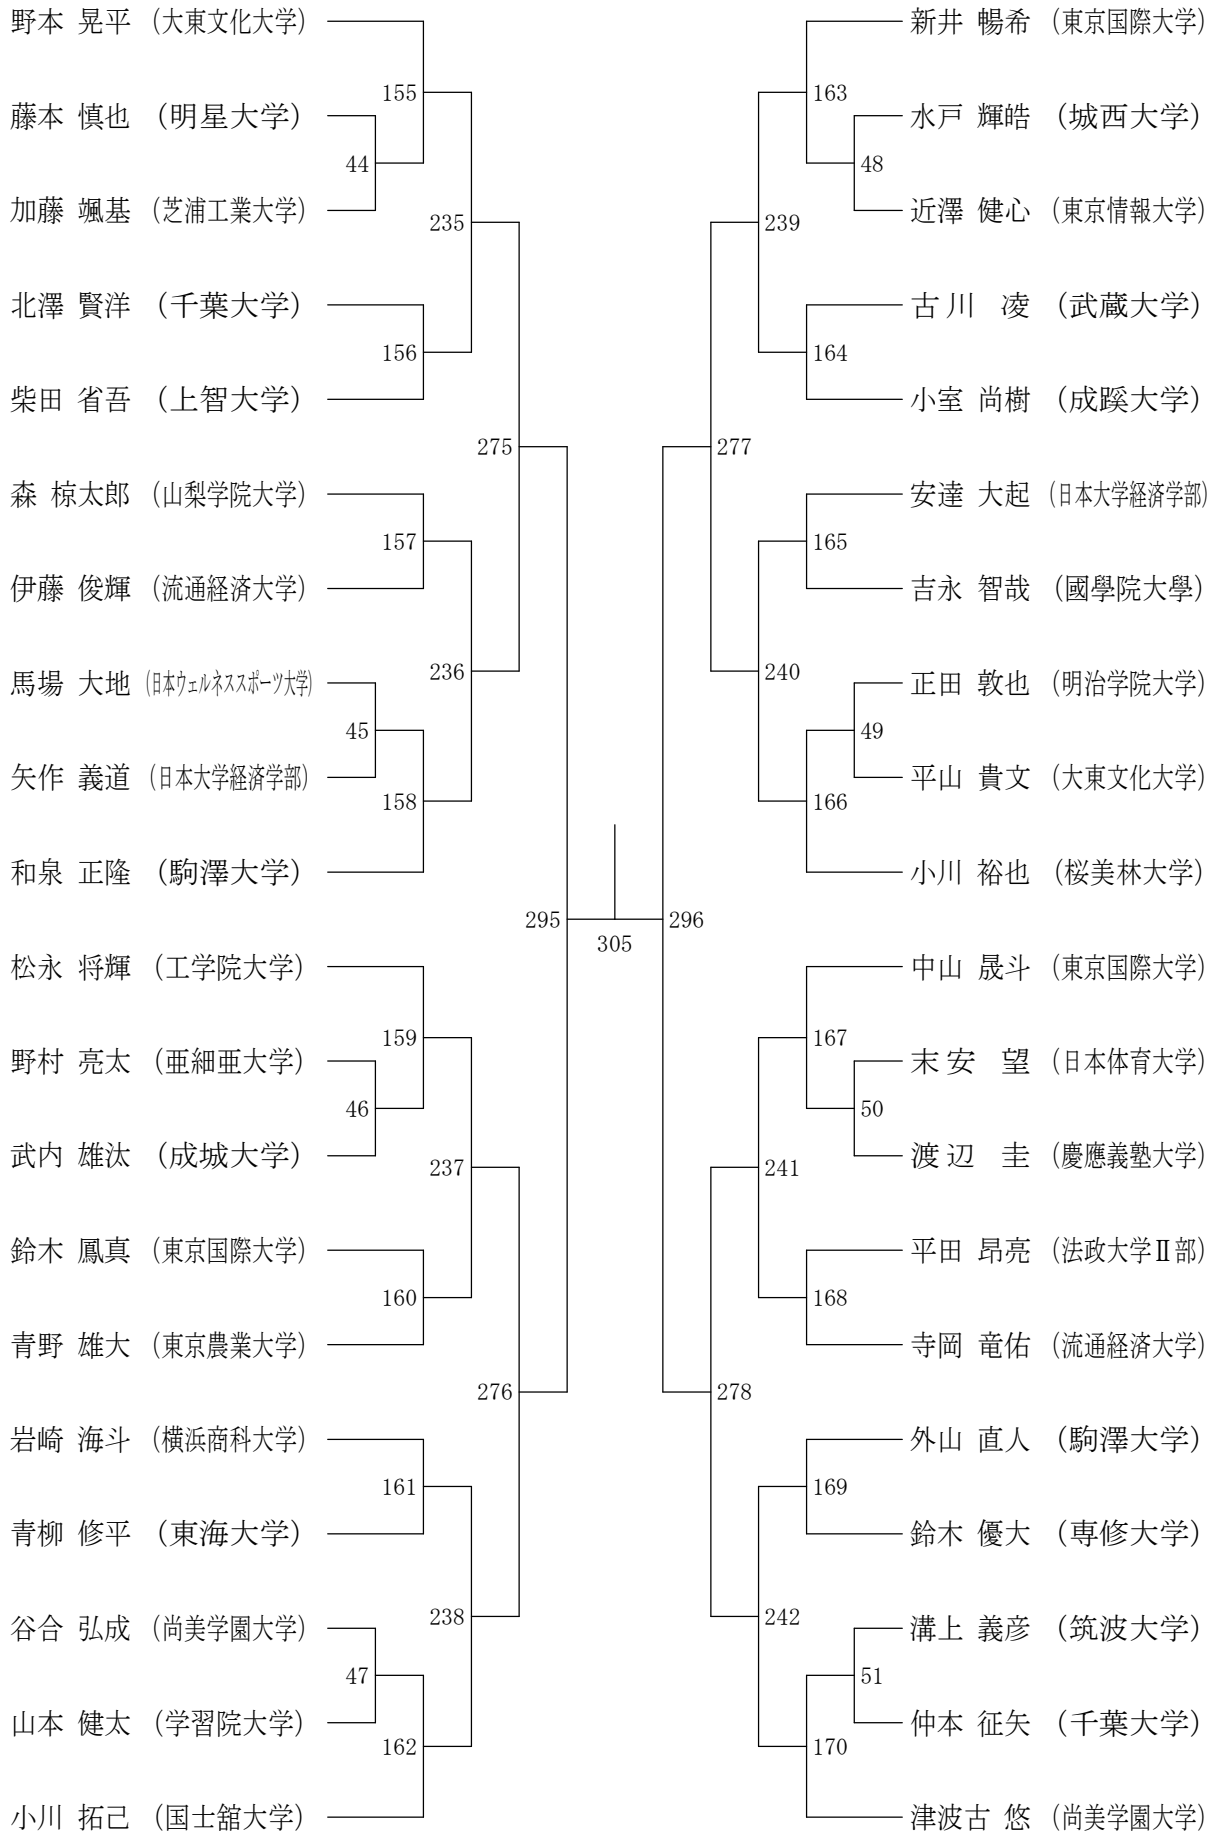 野本 晃平 (大東文化大学)
155
藤本 慎也 (明星大学)
44
加藤 颯基 (芝浦工業大学)
235
北澤 賢洋 (千葉大学)
156
柴田 省吾 (上智大学)
275
森 椋太郎 (山梨学院大学)
157
伊藤 俊輝 (流通経済大学)
236
馬場 大地 (日本ウェルネススポーツ大学)
45
矢作 義道 (日本大学経済学部)
158
和泉 正隆 (駒澤大学)
295
松永 将輝 (工学院大学)
159
野村 亮太 (亜細亜大学)
46
武内 雄汰 (成城大学)
237
鈴木 鳳真 (東京国際大学)
160
青野 雄大 (東京農業大学)
276
岩崎 海斗 (横浜商科大学)
161
青柳 修平 (東海大学)
238
谷合 弘成 (尚美学園大学)
47
山本 健太 (学習院大学)
162
小川 拓己 (国士舘大学)
305
新井 暢希 (東京国際大学)
163
水戸 輝皓 (城西大学)
48
近澤 健心 (東京情報大学)
239
古川 凌 (武蔵大学)
164
小室 尚樹 (成蹊大学)
277
安達 大起 (日本大学経済学部)
165
吉永 智哉 (國學院大學)
240
正田 敦也 (明治学院大学)
49
平山 貴文 (大東文化大学)
166
小川 裕也 (桜美林大学)
296
中山 晟斗 (東京国際大学)
167
末安 望 (日本体育大学)
50
渡辺 圭 (慶應義塾大学)
241
平田 昂亮 (法政大学Ⅱ部)
168
寺岡 竜佑 (流通経済大学)
278
外山 直人 (駒澤大学)
169
鈴木 優大 (専修大学)
242
溝上 義彦 (筑波大学)
51
仲本 征矢 (千葉大学)
170
津波古 悠 (尚美学園大学)